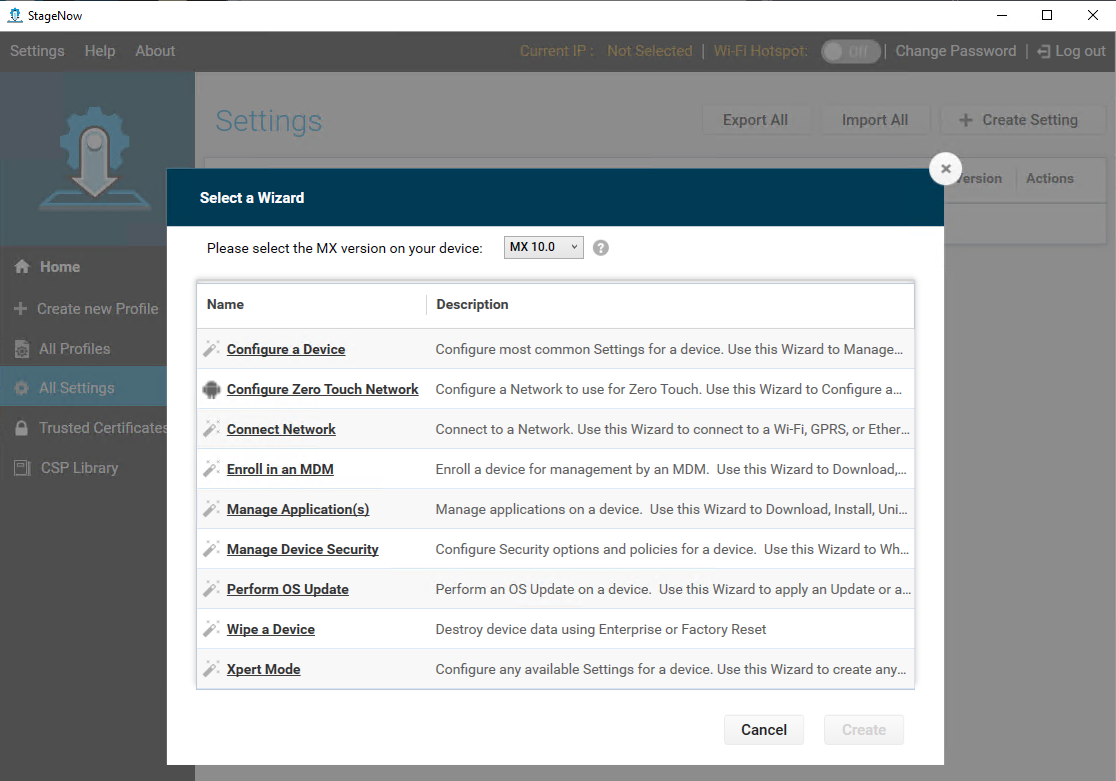 StageNow
Settings Help About Current IP : Not Selected | Wi-Fi Hotspot: Off | Change Password | Log out
Settings Export All Import All + Create Setting
Version Actions
Select a Wizard
Please select the MX version on your device: MX 10.0 ?
Home
Create new Profile
All Profiles
All Settings
Trusted Certificates
CSP Library
Name Description
Configure a Device Configure most common Settings for a device. Use this Wizard to Manage...
Configure Zero Touch Network Configure a Network to use for Zero Touch. Use this Wizard to Configure a...
Connect Network Connect to a Network. Use this Wizard to connect to a Wi-Fi, GPRS, or Ether...
Enroll in an MDM Enroll a device for management by an MDM.  Use this Wizard to Download,...
Manage Application(s) Manage applications on a device.  Use this Wizard to Download, Install, Uni...
Manage Device Security Configure Security options and policies for a device.  Use this Wizard to Wh...
Perform OS Update Perform an OS Update on a device.  Use this Wizard to apply an Update or a...
Wipe a Device Destroy device data using Enterprise or Factory Reset
Xpert Mode Configure any available Settings for a device. Use this Wizard to create any...
Cancel Create